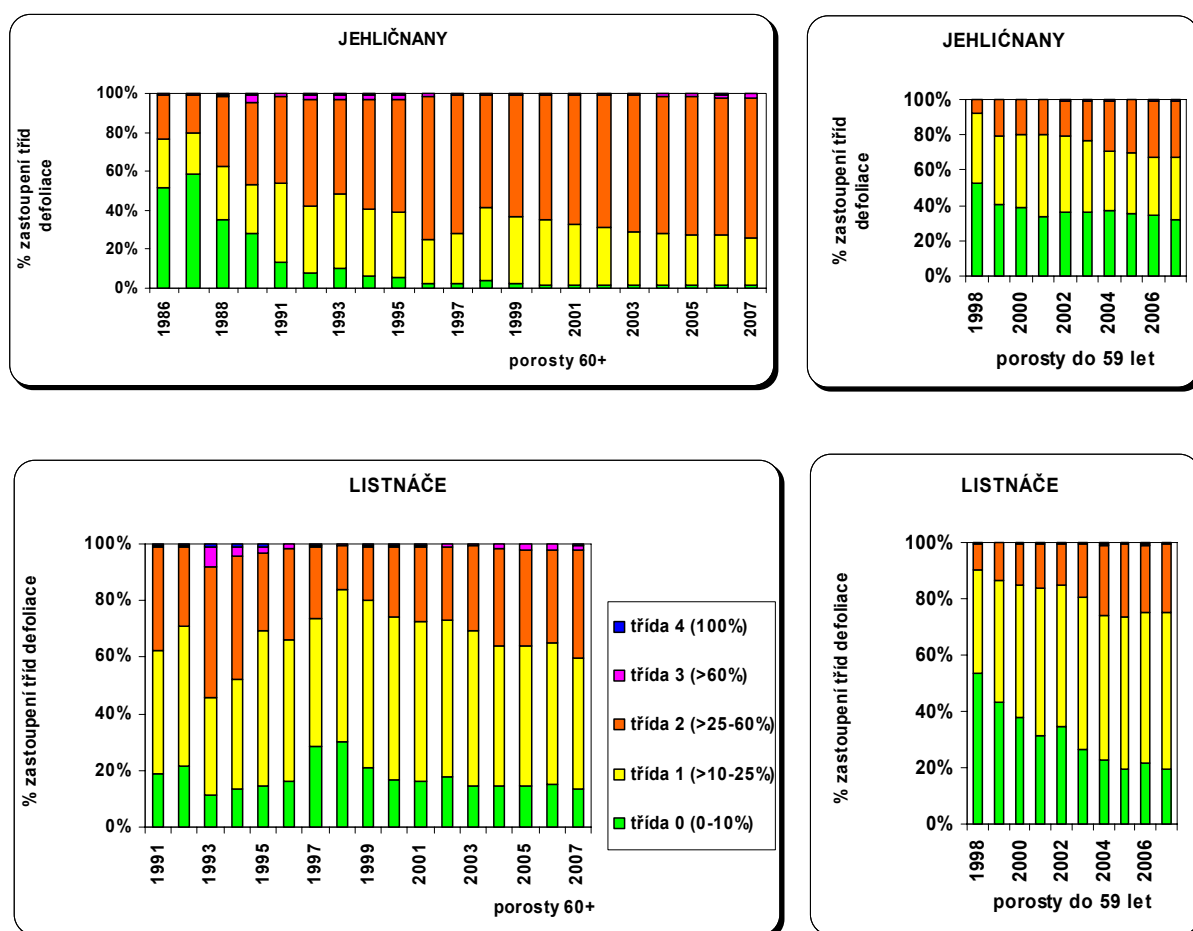 JEHLIČNANY
% zastoupení tříd
defoliace
100%
80%
60%
40%
20%
0%
1986
1988
1991
1993
1995
1997
1999
2001
2003
2005
2007
porosty 60+
JEHLIĆNANY
% zastoupení tříd
defoliace
100%
80%
60%
40%
20%
0%
1998
2000
2002
2004
2006
porosty do 59 let
LISTNÁČE
% zastoupení tříd defoliace
100%
80%
60%
40%
20%
0%
1991
1993
1995
1997
1999
2001
2003
2005
2007
porosty 60+
třída 4 (100%)
třída 3 (>60%)
třída 2 (>25-60%)
třída 1 (>10-25%)
třída 0 (0-10%)
LISTNÁČE
% zastoupení tříd defoliace
100%
80%
60%
40%
20%
0%
1998
2000
2002
2004
2006
porosty do 59 let